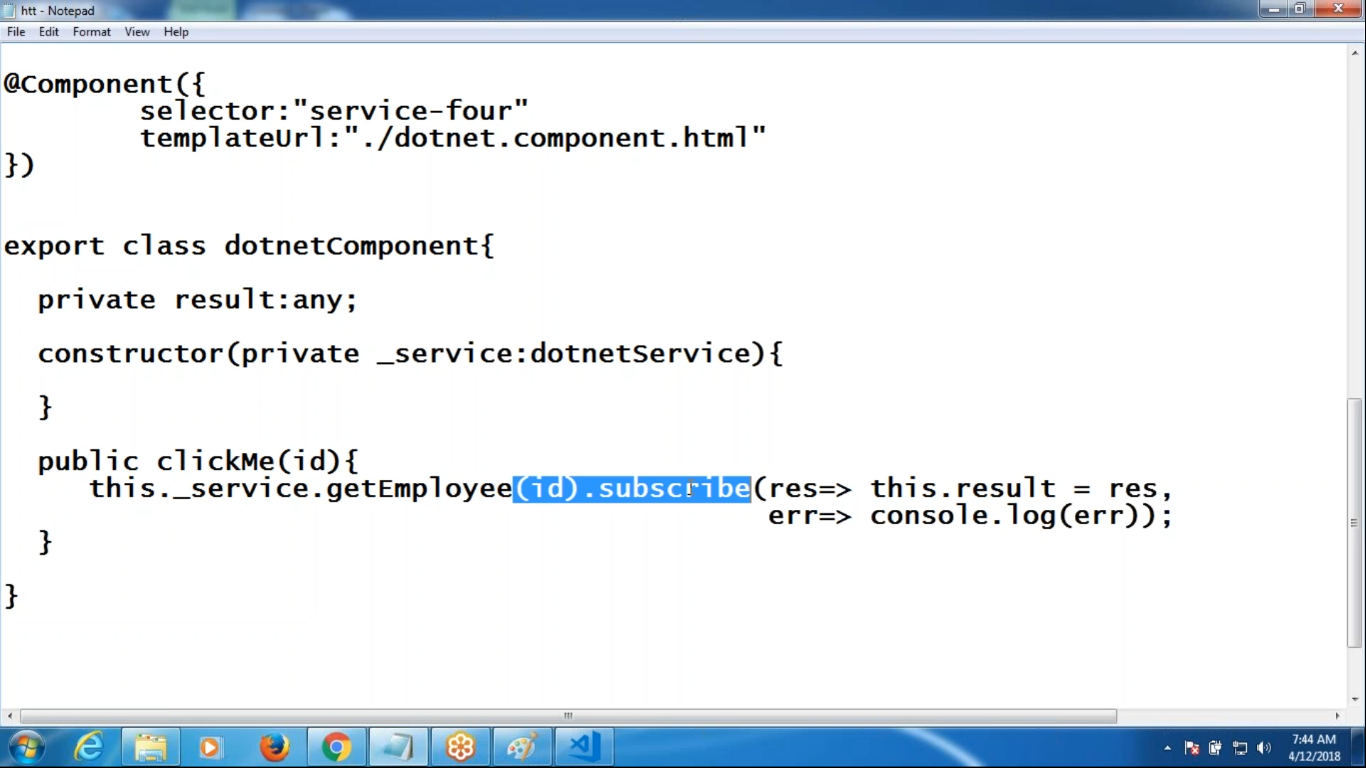 htt - Notepad
File Edit Format View Help
@Component({
selector:"service-four"
templateUrl:"./dotnet.component.html"
})
export class dotnetComponent{
private result:any;
constructor(private _service:dotnetService){
}
public clickMe(id){
this._service.getEmployee(id).subscribe(res=> this.result = res,
err=> console.log(err));
}
}
7:44 AM
4/12/2018